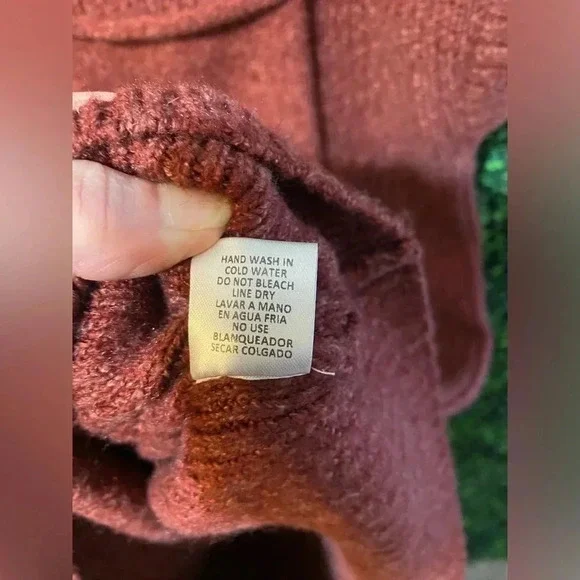 HAND WASH IN
COLD WATER
DO NOT BLEACH
LINE DRY
LAVAR A MANO
EN AGUA FRIA
NO USE
BLANQUEADOR
SECAR COLGADO